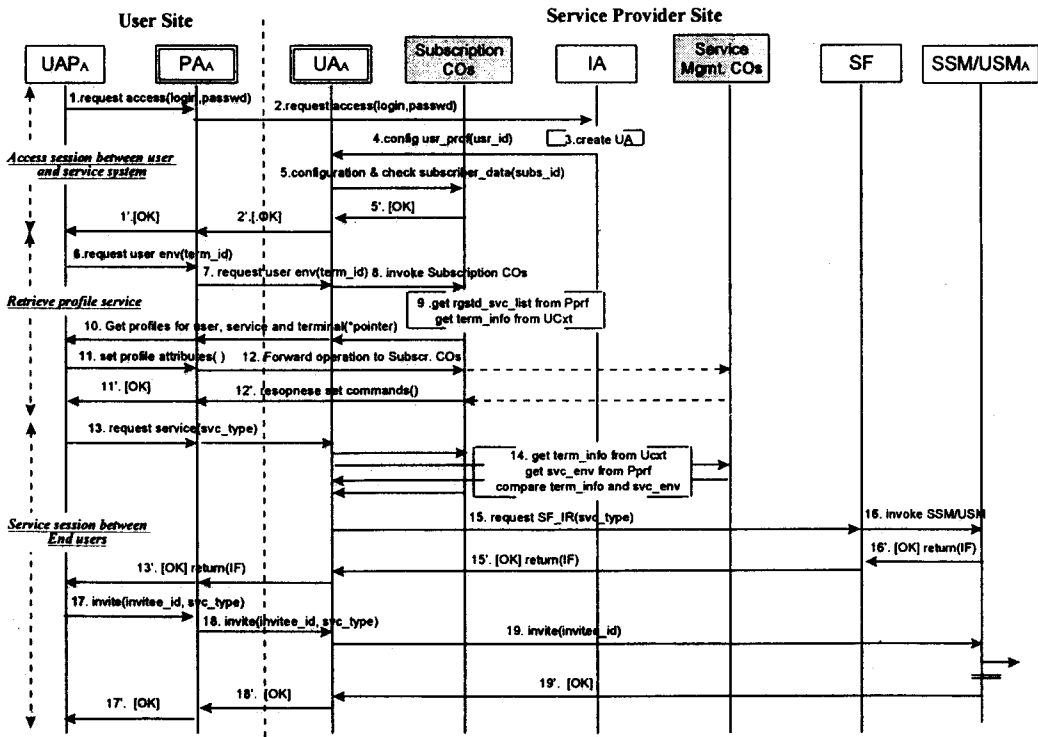 User Site
Service Provider Site
UAPA
PAA
UAA
Subscription
COs
IA
Service
Mgmt. COs
SF
SSM/USMA
1.request access(login,passwd)
2.request access(login,passwd)
3.create UA
4.config usr_prof(usr_id)
Access session between user
and service system
5.configuration & check subscriber_data(subs_id)
5'. [OK]
1'.[OK]
2'.[.OK]
6.request user env(term_id)
7. request user env(term_id)
8. invoke Subscription COs
Retrieve profile service
9 .get rgstd_svc_list from Pprf
get term_info from UCxt
10. Get profiles for user, service and terminal(*pointer)
11. set profile attributes( )
12. Forward operation to Subscr. COs
11'. [OK]
12'. resopnese set commands()
13. request service(svc_type)
14. get term_info from Ucxt
get svc_env from Pprf
compare term_info and svc_env
Service session between
End users
15. request SF_IR(svc_type)
16. invoke SSM/USM
16'. [OK] return(IF)
15'. [OK] return(IF)
13'. [OK] return(IF)
17. invite(invitee_id, svc_type)
18. invite(invitee_id, svc_type)
19. invite(invitee_id)
19'. [OK]
18'. [OK]
17'. [OK]